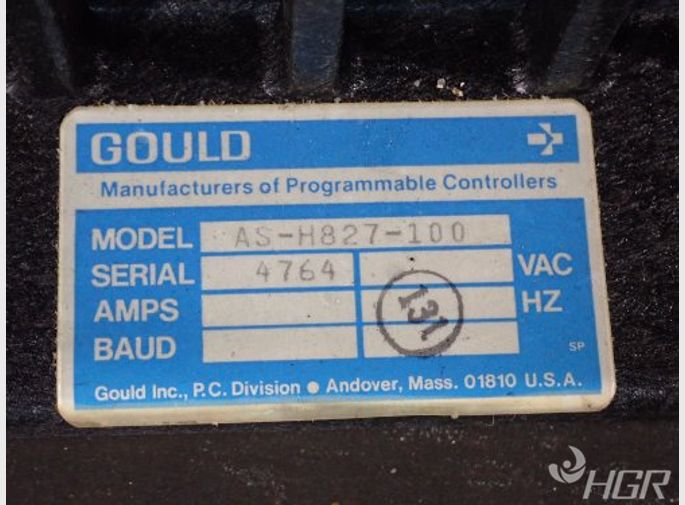 GOULD
Manufacturers of Programmable Controllers
MODEL AS-H827-100
SERIAL 4764 VAC
AMPS HZ
131
BAUD
SP
Gould Inc., P.C. Division ● Andover, Mass. 01810 U.S.A.
HGR